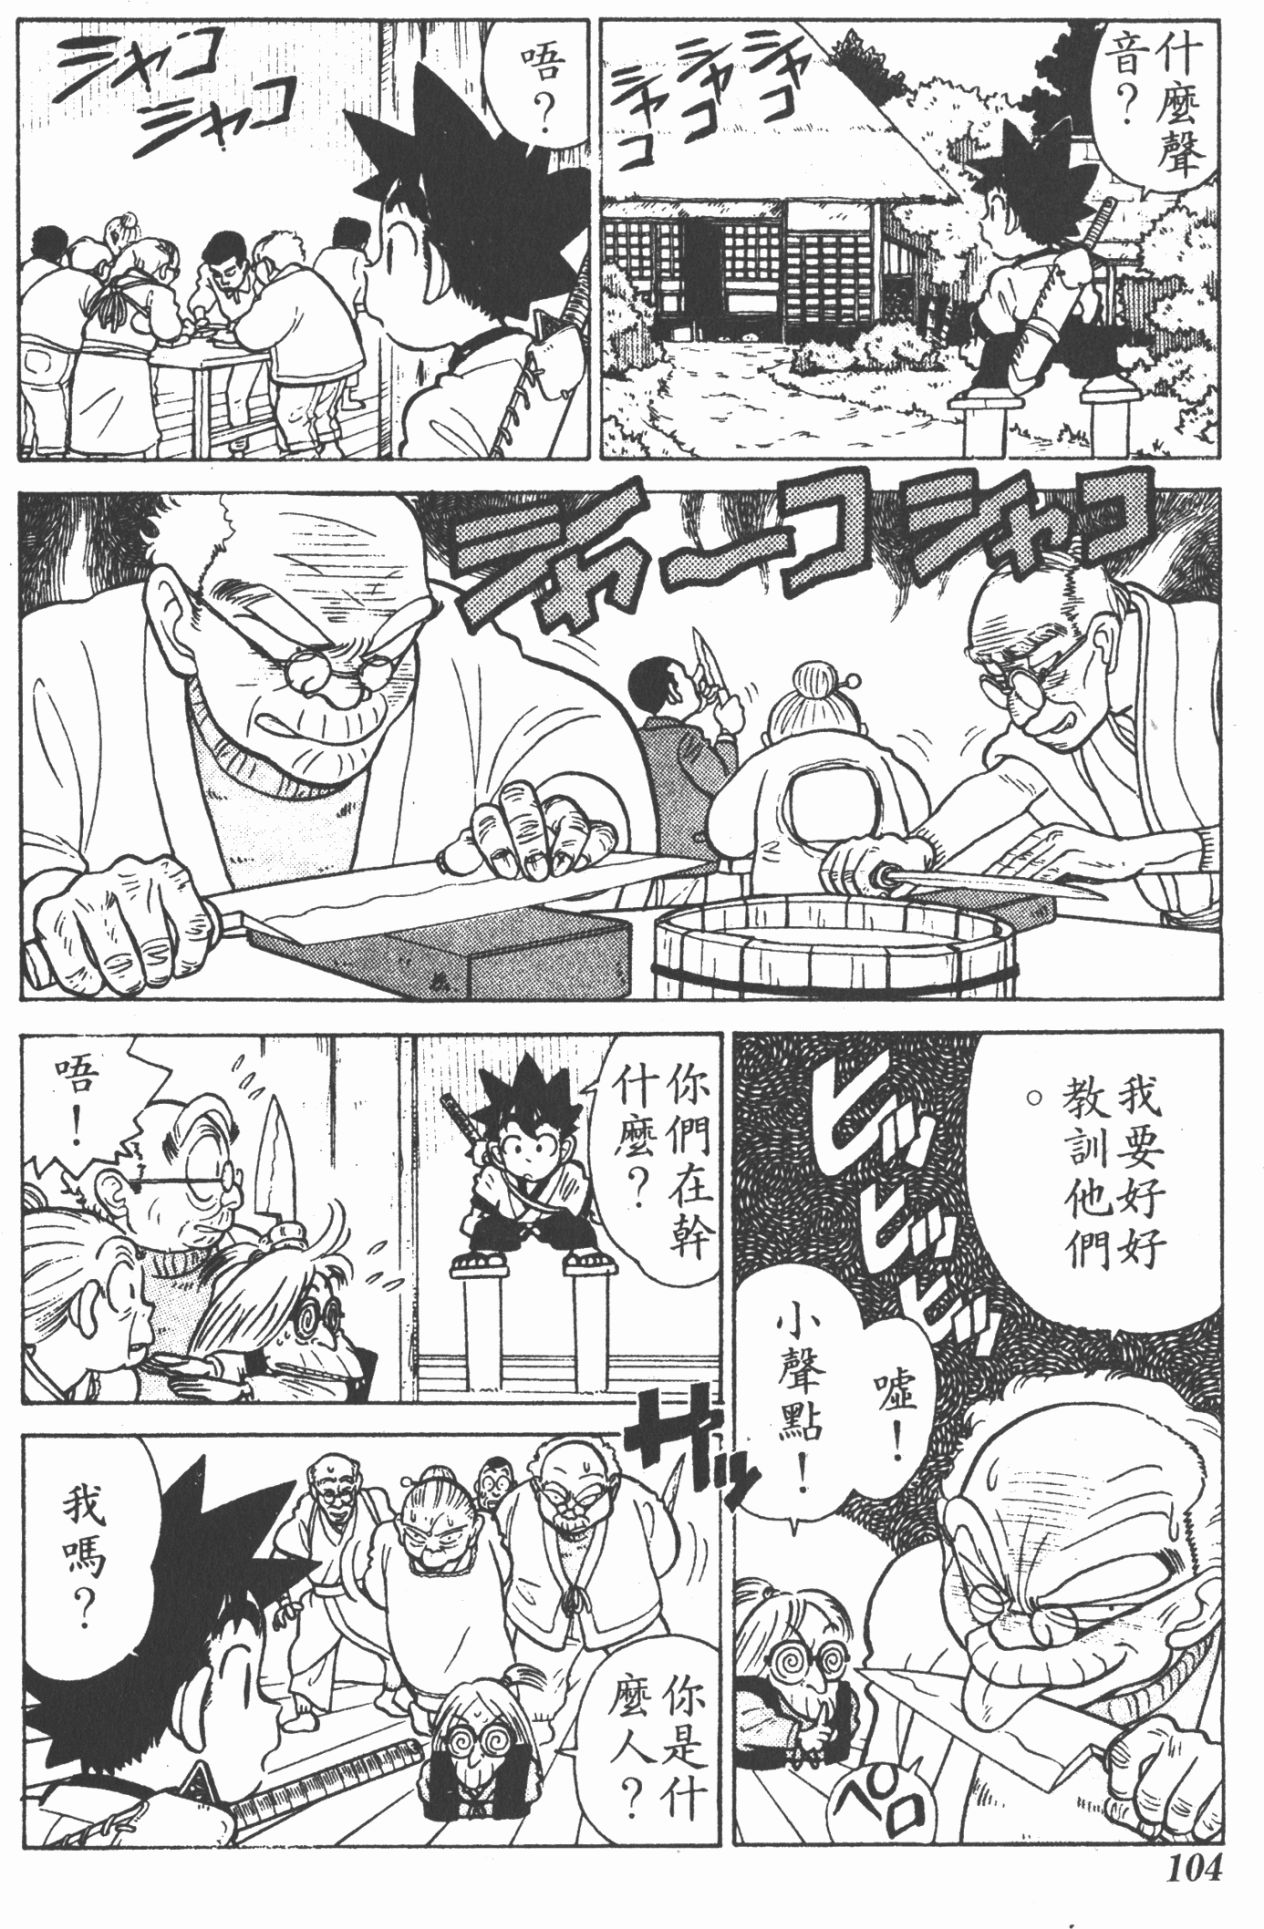 什麼聲
音？
シャコ
シャコ
シャコ
唔？
シャコ
シャコ
シャコ
シャーコ
我要好好
教訓他們
。
ヒッ
ヒッ
ヒッ
噓！
小聲點！
ペロ
你們在幹
什麼？
唔！
ザッ
你是什
麼人？
我嗎？
104